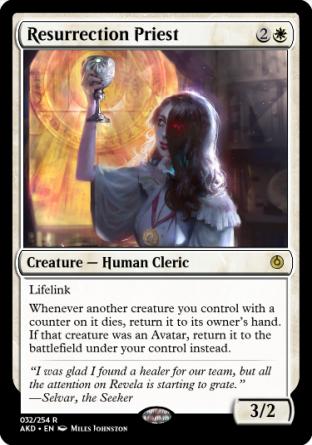 Resurrection Priest 2
Creature — Human Cleric
Lifelink
Whenever another creature you control with a
counter on it dies, return it to its owner's hand.
If that creature was an Avatar, return it to the
battlefield under your control instead.
"I was glad I found a healer for our team, but all
the attention on Revela is starting to grate."
—Selvar, the Seeker
3/2
032/254 R
AKD • EN Miles Johnston